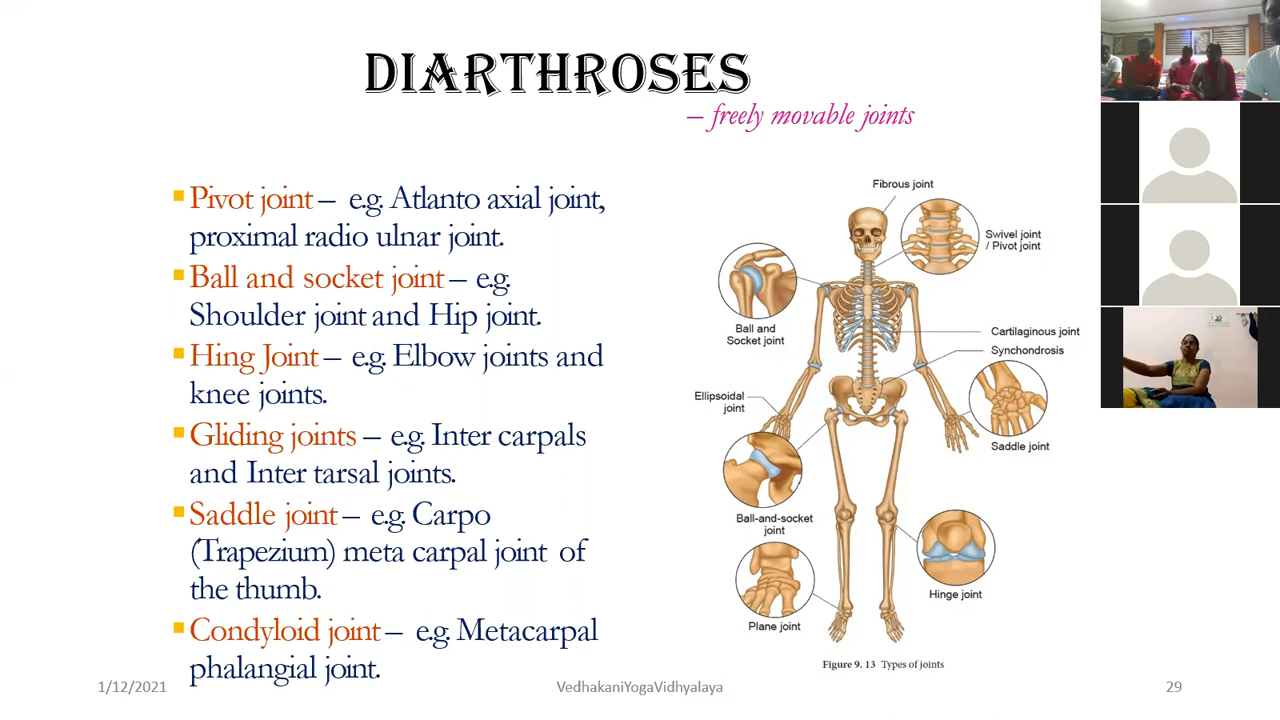 DIARTHROSES
– freely movable joints
▪Pivot joint – e.g. Atlanto axial joint,
proximal radio ulnar joint.
▪Ball and socket joint – e.g.
Shoulder joint and Hip joint.
▪Hing Joint – e.g. Elbow joints and
knee joints.
▪Gliding joints – e.g. Inter carpals
and Inter tarsal joints.
▪Saddle joint – e.g. Carpo
(Trapezium) meta carpal joint of
the thumb.
▪Condyloid joint – e.g. Metacarpal
phalangial joint.
Fibrous joint
Swivel joint
/ Pivot joint
Ball and
Socket joint
Cartilaginous joint
Synchondrosis
Ellipsoidal
joint
Saddle joint
Ball-and-socket
joint
Hinge joint
Plane joint
Figure 9. 13 Types of joints
1/12/2021
VedhakaniYogaVidhyalaya
29